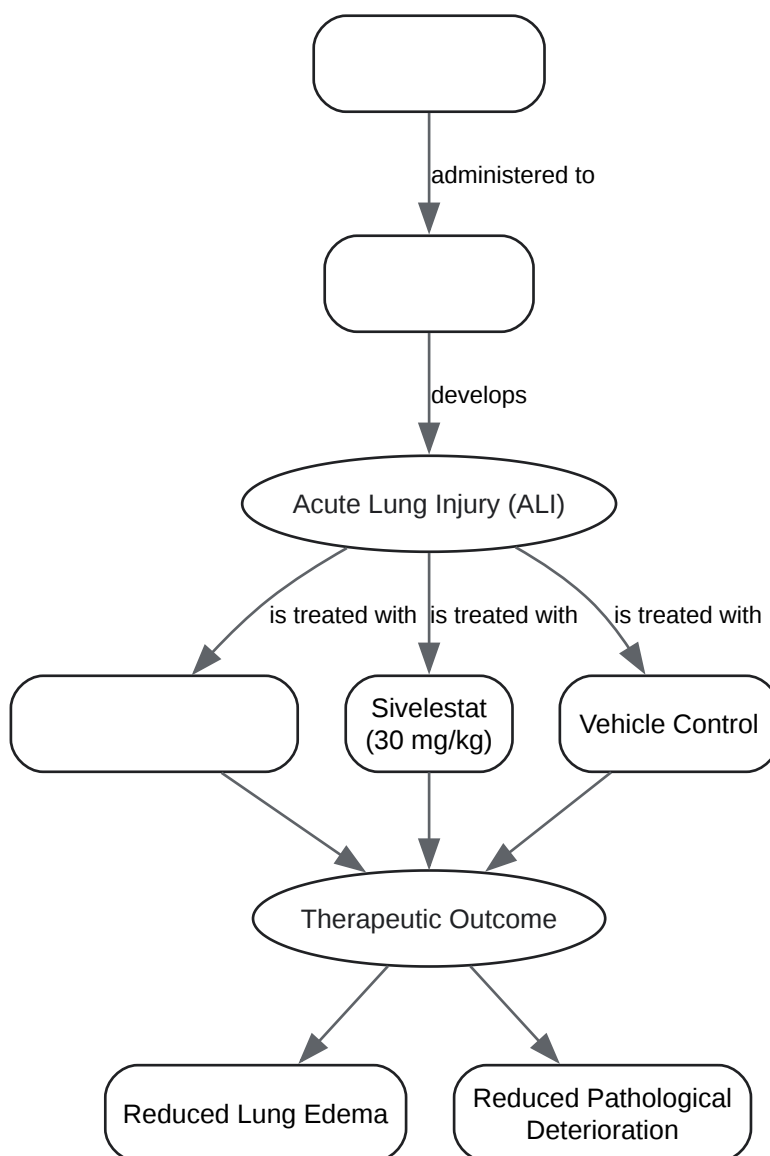 administered to
develops
Acute Lung Injury (ALI)
is treated with
is treated with
is treated with
Sivelestat
(30 mg/kg)
Vehicle Control
Therapeutic Outcome
Reduced Lung Edema
Reduced Pathological
Deterioration